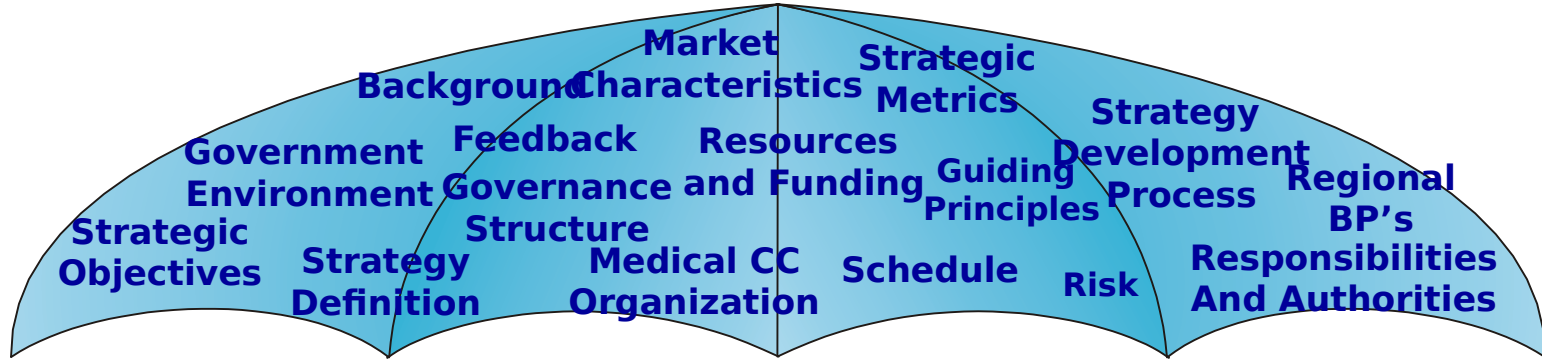 Market
Characteristics
Strategic
Metrics
Background
Strategy
Development
Process
Feedback
Resources
and Funding
Government
Environment
Guiding
Principles
Regional
BP’s
Responsibilities
And Authorities
Governance
Structure
Strategic
Objectives
Strategy
Definition
Medical CC
Organization
Schedule
Risk